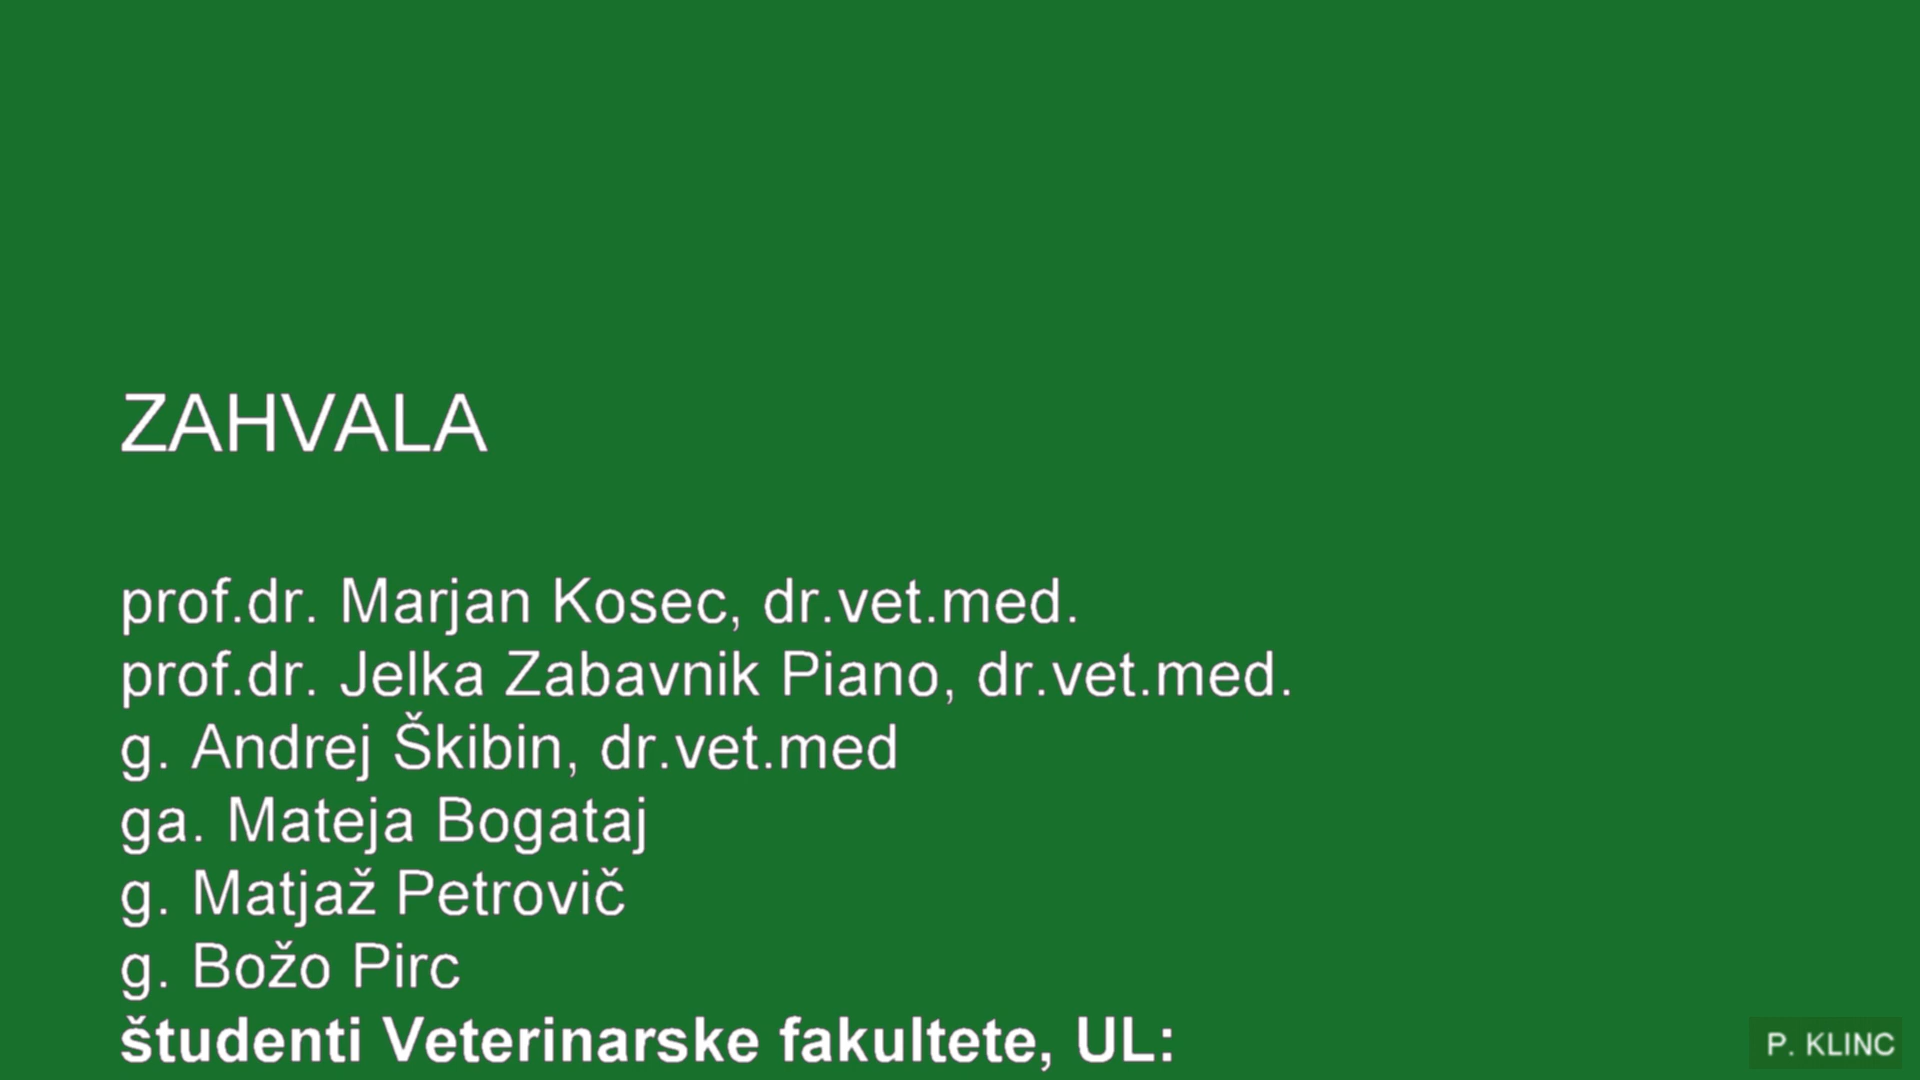 ZAHVALA
prof.dr. Marjan Kosec, dr.vet.med.
prof.dr. Jelka Zabavnik Piano, dr.vet.med.
g. Andrej Škibin, dr.vet.med
ga. Mateja Bogataj
g. Matjaž Petrovič
g. Božo Pirc
študenti Veterinarske fakultete, UL:
P. KLINC